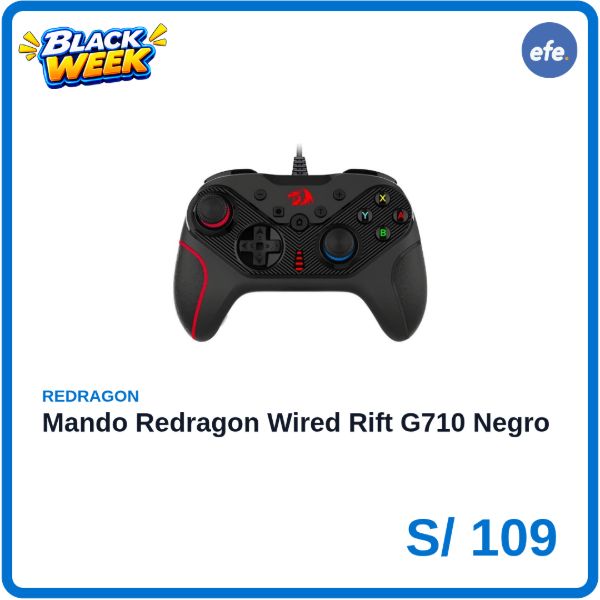 BLACK
WEEK
efe.
X
Y
A
B
REDRAGON
Mando Redragon Wired Rift G710 Negro
S/ 109